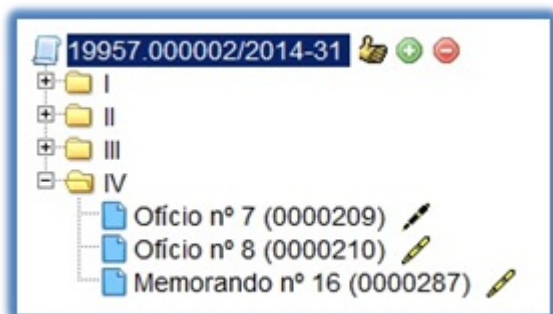 19957.000002/2014-31
I
II
III
IV
Ofício nº 7 (0000209)
Ofício nº 8 (0000210)
Memorando nº 16 (0000287)